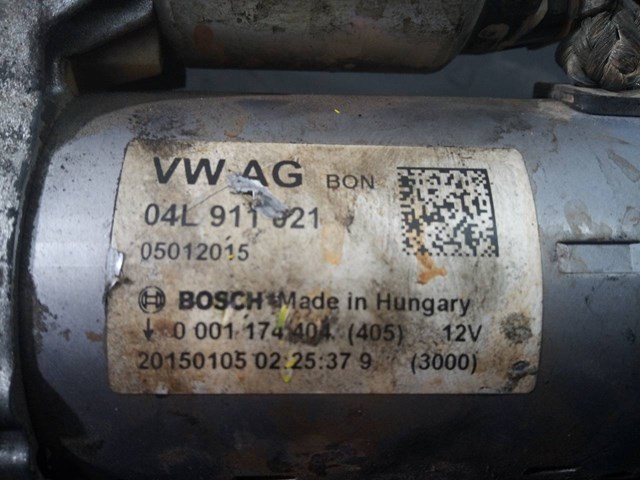 VW AG BON
04L 911 021
05012015
BOSCH Made in Hungary
0 001 174 404 (405) 12V
20150105 02:25:37 9 (3000)